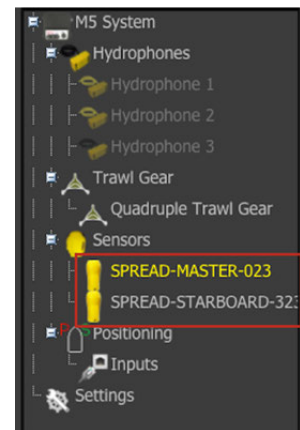 M5 System
Hydrophones
Hydrophone 1
Hydrophone 2
Hydrophone 3
Trawl Gear
Quadruple Trawl Gear
Sensors
SPREAD-MASTER-023
SPREAD-STARBOARD-323
P S Positioning
Inputs
Settings